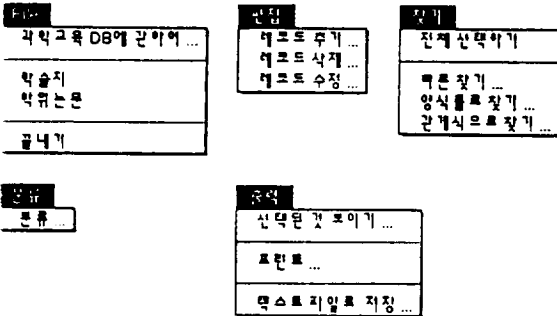 File
과학교육 DB에 관하여 ...
학술지
학위논문
끝내기
편집
레코드 추가 ...
레코드 삭제 ...
레코드 수정 ...
찾기
전체 선택하기
빠른 찾기 ...
양식틀로 찾기 ...
관계식으로 찾기 ...
분류
분류 ...
출력
선택된 것 보이기 ...
프린트 ...
텍스트 파일로 저장 ...